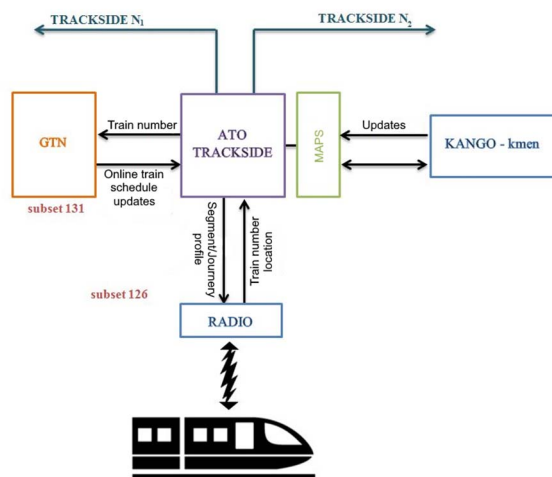 TRACKSIDE N₁
TRACKSIDE N₂
GTN
Train number
Online train
schedule
updates
ATO
TRACKSIDE
MAPS
Updates
KANGO - kmen
subset 131
Segment/Journery
profile
Train number
location
subset 126
RADIO